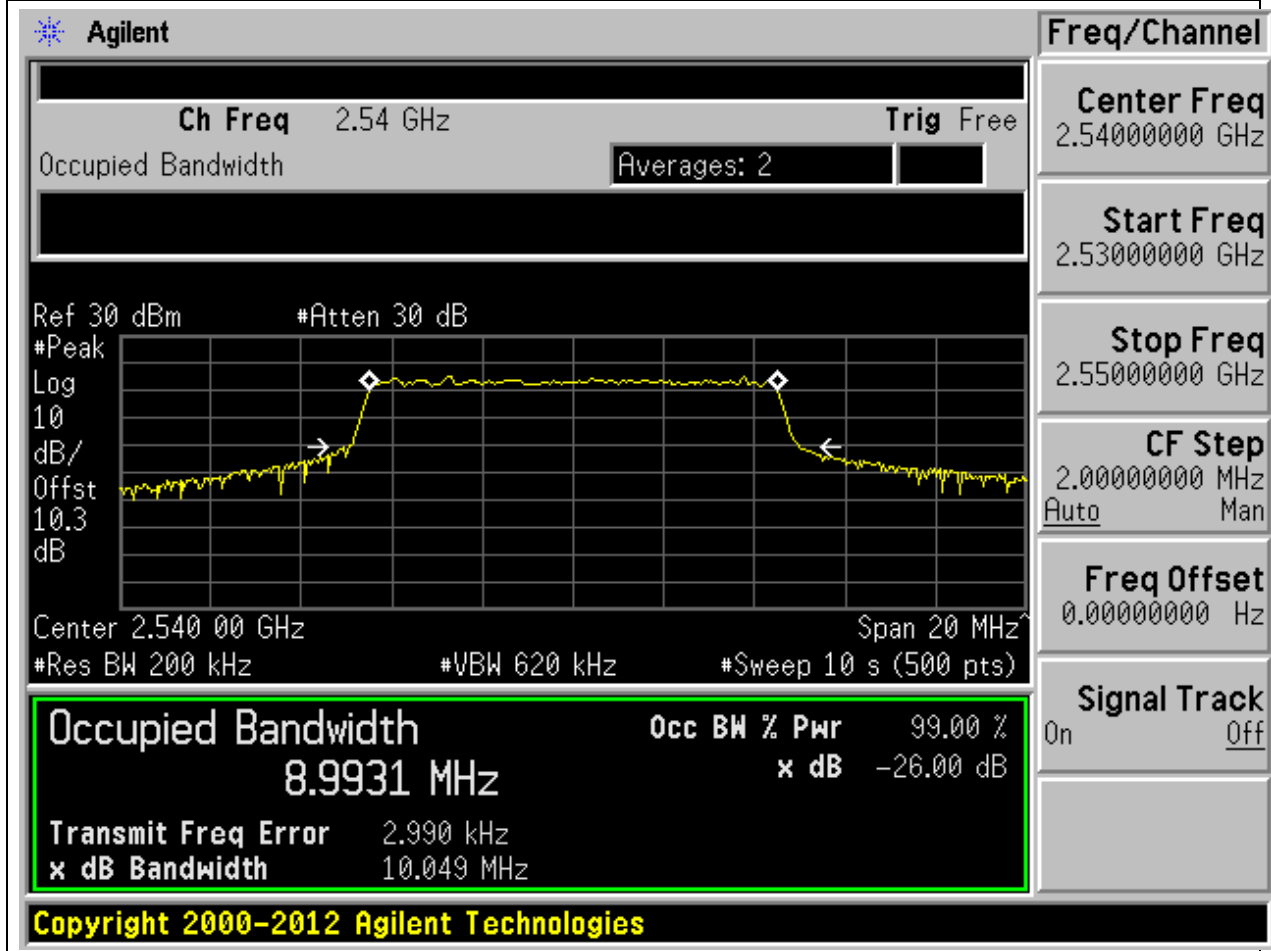 Agilent
Freq/Channel
Ch Freq 2.54 GHz Trig Free
Occupied Bandwidth Averages: 2
Ref 30 dBm #Atten 30 dB
#Peak
Log
10
dB/
Offst
10.3
dB
Center 2.540 00 GHz Span 20 MHz^
#Res BW 200 kHz #VBW 620 kHz #Sweep 10 s (500 pts)
Occupied Bandwidth
8.9931 MHz
Occ BW % Pwr 99.00 %
x dB -26.00 dB
Transmit Freq Error 2.990 kHz
x dB Bandwidth 10.049 MHz
Center Freq
2.54000000 GHz
Start Freq
2.53000000 GHz
Stop Freq
2.55000000 GHz
CF Step
2.00000000 MHz
Auto Man
Freq Offset
0.00000000 Hz
Signal Track
On Off
Copyright 2000-2012 Agilent Technologies